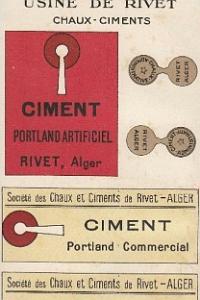 USINE DE RIVET
CHAUX-CIMENTS
CIMENT
PORTLAND ARTIFICIEL
RIVET, Alger
RIVET
ALGER
RIVET
ALGER
Société des Chaux et Ciments de Rivet-ALGER
CIMENT
Portland Commercial
Société des Chaux et Ciments de Rivet-ALGER